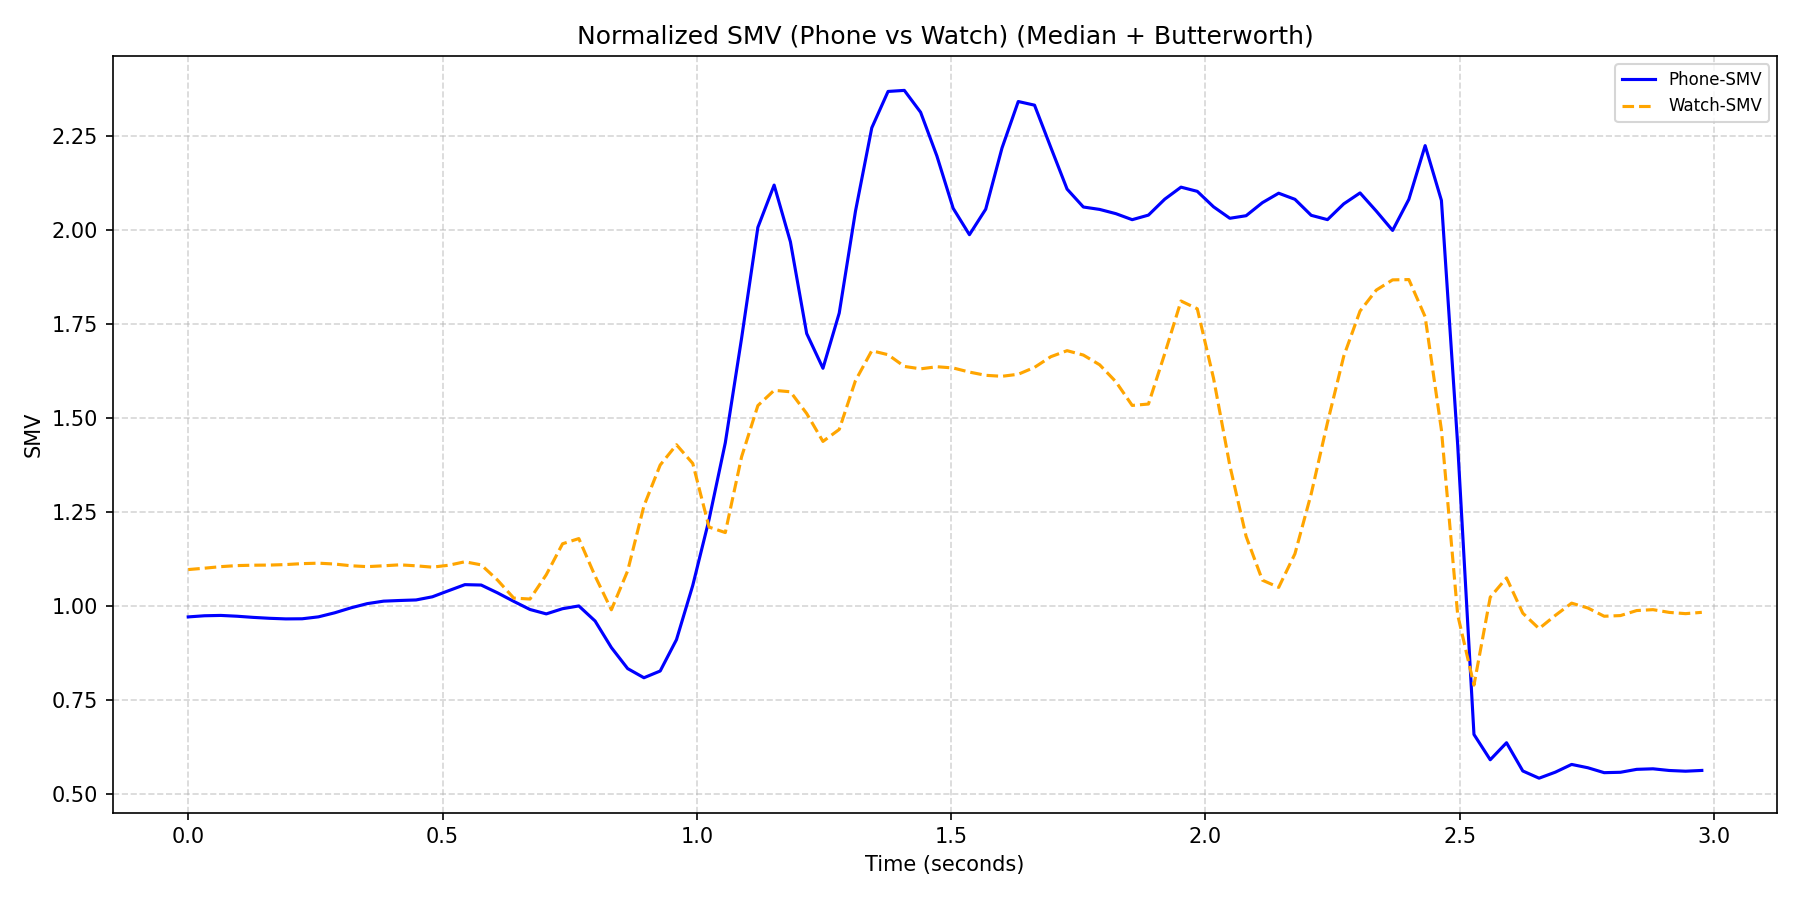 Normalized SMV (Phone vs Watch) (Median + Butterworth)
Phone-SMV
Watch-SMV
2.25
2.00
1.75
1.50
1.25
1.00
0.75
0.50
SMV
0.0 0.5 1.0 1.5 2.0 2.5 3.0
Time (seconds)